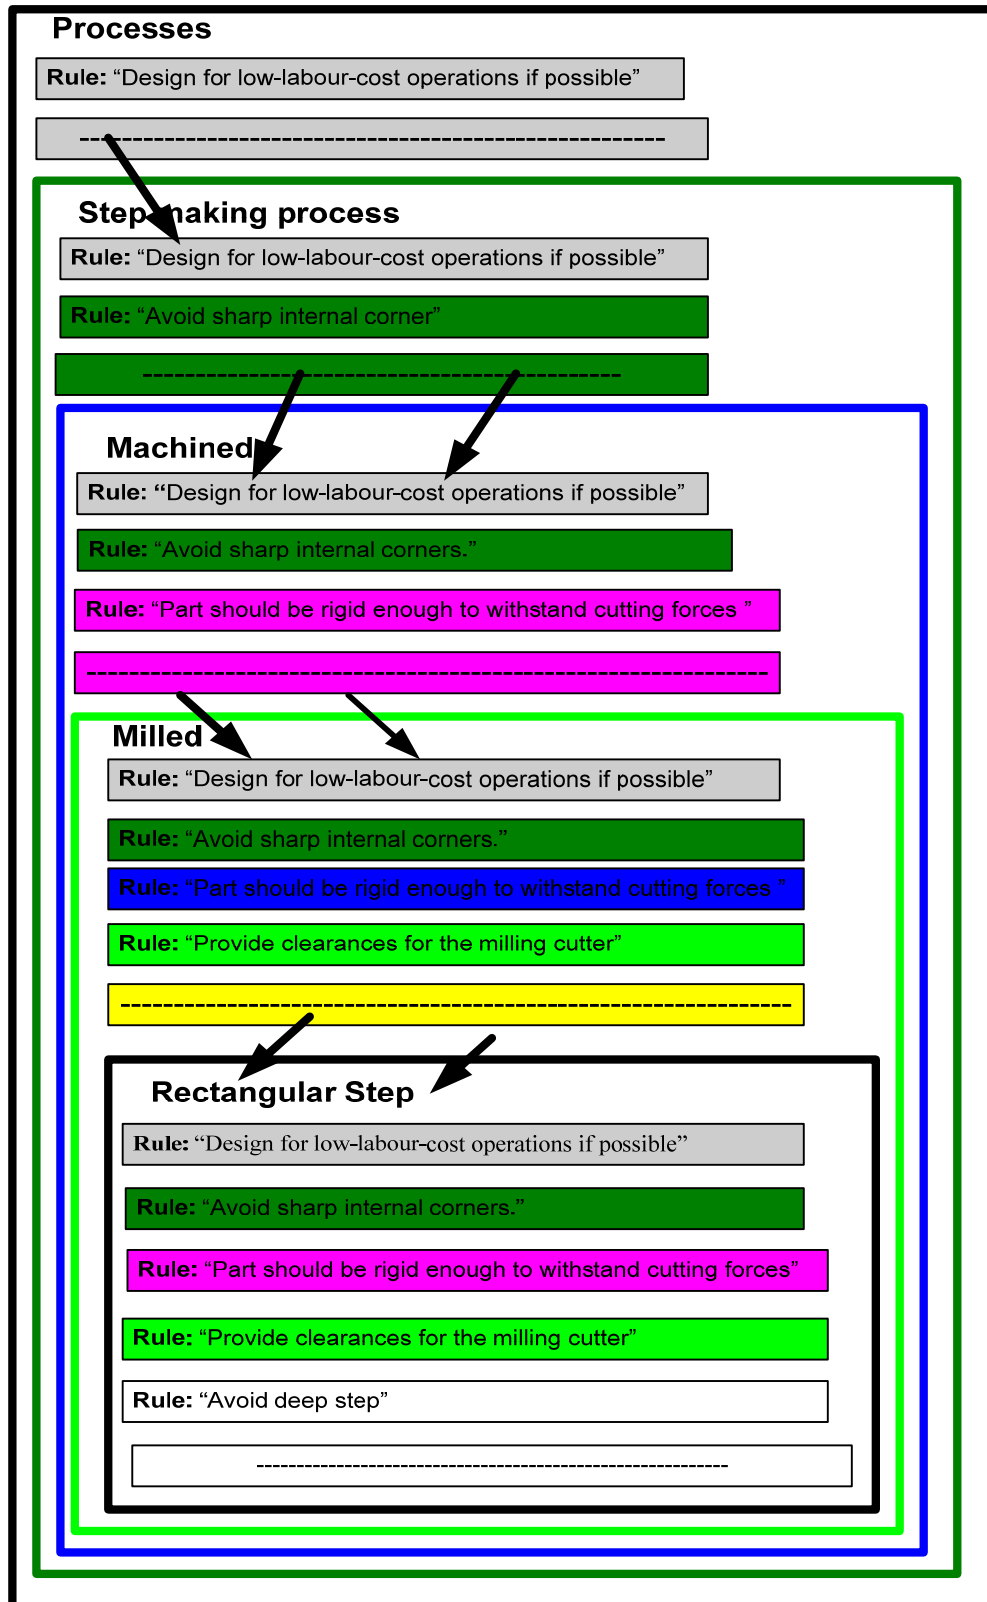 Processes
Rule: “Design for low-labour-cost operations if possible”
-------------------------------------------------------
Step making process
Rule: “Design for low-labour-cost operations if possible”
Rule: “Avoid sharp internal corner”
---------------------------------------------
Machined
Rule: “Design for low-labour-cost operations if possible”
Rule: “Avoid sharp internal corners.”
Rule: “Part should be rigid enough to withstand cutting forces ”
----------------------------------------------------------------
Milled
Rule: “Design for low-labour-cost operations if possible”
Rule: “Avoid sharp internal corners.”
Rule: “Part should be rigid enough to withstand cutting forces ”
Rule: “Provide clearances for the milling cutter”
---------------------------------------------------------------
Rectangular Step
Rule: “Design for low-labour-cost operations if possible”
Rule: “Avoid sharp internal corners.”
Rule: “Part should be rigid enough to withstand cutting forces”
Rule: “Provide clearances for the milling cutter”
Rule: “Avoid deep step”
-----------------------------------------------------------